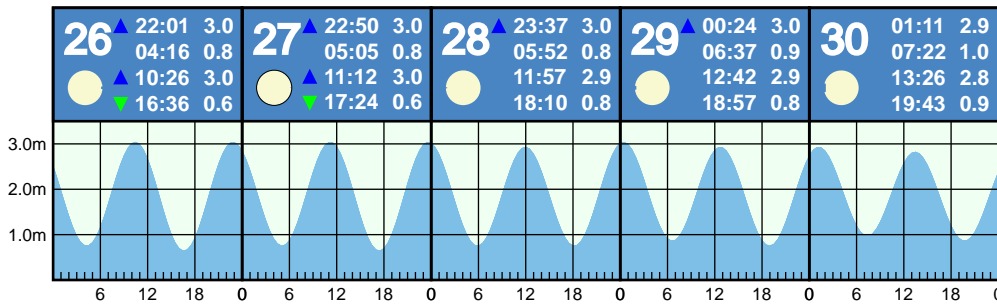 26 ▲ 22:01 3.0
04:16 0.8
▲ 10:26 3.0
▼ 16:36 0.6
27 ▲ 22:50 3.0
05:05 0.8
▲ 11:12 3.0
▼ 17:24 0.6
28 ▲ 23:37 3.0
05:52 0.8
11:57 2.9
18:10 0.8
29 ▲ 00:24 3.0
06:37 0.9
12:42 2.9
18:57 0.8
30 01:11 2.9
07:22 1.0
13:26 2.8
19:43 0.9
3.0m
2.0m
1.0m
6 12 18 0 6 12 18 0 6 12 18 0 6 12 18 0 6 12 18 0